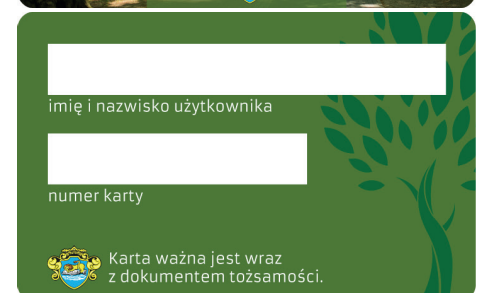 imię i nazwisko użytkownika
numer karty
Karta ważna jest wraz
z dokumentem tożsamości.